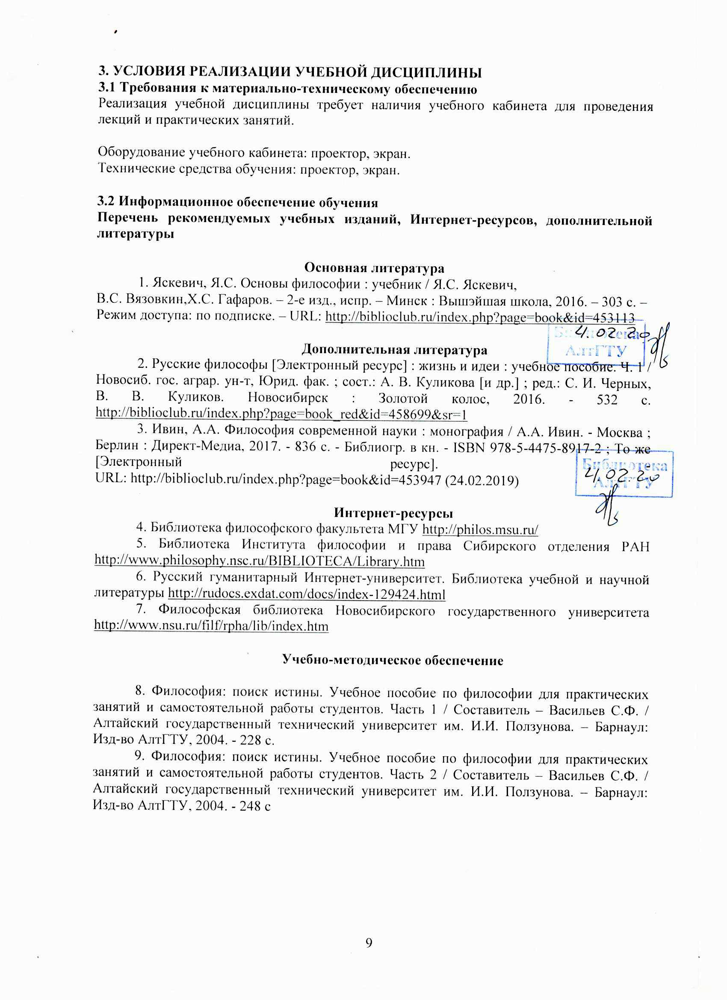 3. УСЛОВИЯ РЕАЛИЗАЦИИ УЧЕБНОЙ ДИСЦИПЛИНЫ
3.1 Требования к материально-техническому обеспечению
Реализация учебной дисциплины требует наличия учебного кабинета для проведения
лекций и практических занятий.
Оборудование учебного кабинета: проектор, экран.
Технические средства обучения: проектор, экран.
3.2 Информационное обеспечение обучения
Перечень рекомендуемых учебных изданий, Интернет-ресурсов, дополнительной
литературы
Основная литература
1. Яскевич, Я.С. Основы философии : учебник / Я.С. Яскевич,
В.С. Вязовкин,Х.С. Гафаров. – 2-е изд., испр. – Минск : Вышэйшая школа, 2016. – 303 с. –
Режим доступа: по подписке. – URL: http://biblioclub.ru/index.php?page=book&id=453113
Библиотека
4.02.20
АлтГТУ
Дополнительная литература
2. Русские философы [Электронный ресурс] : жизнь и идеи : учебное пособие. Ч. 1 /
Новосиб. гос. аграр. ун-т, Юрид. фак. ; сост.: А. В. Куликова [и др.] ; ред.: С. И. Черных,
В. В. Куликов. Новосибирск : Золотой колос, 2016. - 532 с.
http://biblioclub.ru/index.php?page=book_red&id=458699&sr=1
3. Ивин, А.А. Философия современной науки : монография / А.А. Ивин. - Москва ;
Берлин : Директ-Медиа, 2017. - 836 с. - Библиогр. в кн. - ISBN 978-5-4475-8917-2 ; То же
[Электронный ресурс]. -
URL: http://biblioclub.ru/index.php?page=book&id=453947 (24.02.2019)
Библиотека
4.02.20
АлтГТУ
Интернет-ресурсы
4. Библиотека философского факультета МГУ http://philos.msu.ru/
5. Библиотека Института философии и права Сибирского отделения РАН
http://www.philosophy.nsc.ru/BIBLIOTECA/Library.htm
6. Русский гуманитарный Интернет-университет. Библиотека учебной и научной
литературы http://rudocs.exdat.com/docs/index-129424.html
7. Философская библиотека Новосибирского государственного университета
http://www.nsu.ru/filf/rpha/lib/index.htm
Учебно-методическое обеспечение
8. Философия: поиск истины. Учебное пособие по философии для практических
занятий и самостоятельной работы студентов. Часть 1 / Составитель – Васильев С.Ф. /
Алтайский государственный технический университет им. И.И. Ползунова. – Барнаул:
Изд-во АлтГТУ, 2004. - 228 с.
9. Философия: поиск истины. Учебное пособие по философии для практических
занятий и самостоятельной работы студентов. Часть 2 / Составитель – Васильев С.Ф. /
Алтайский государственный технический университет им. И.И. Ползунова. – Барнаул:
Изд-во АлтГТУ, 2004. - 248 с
9